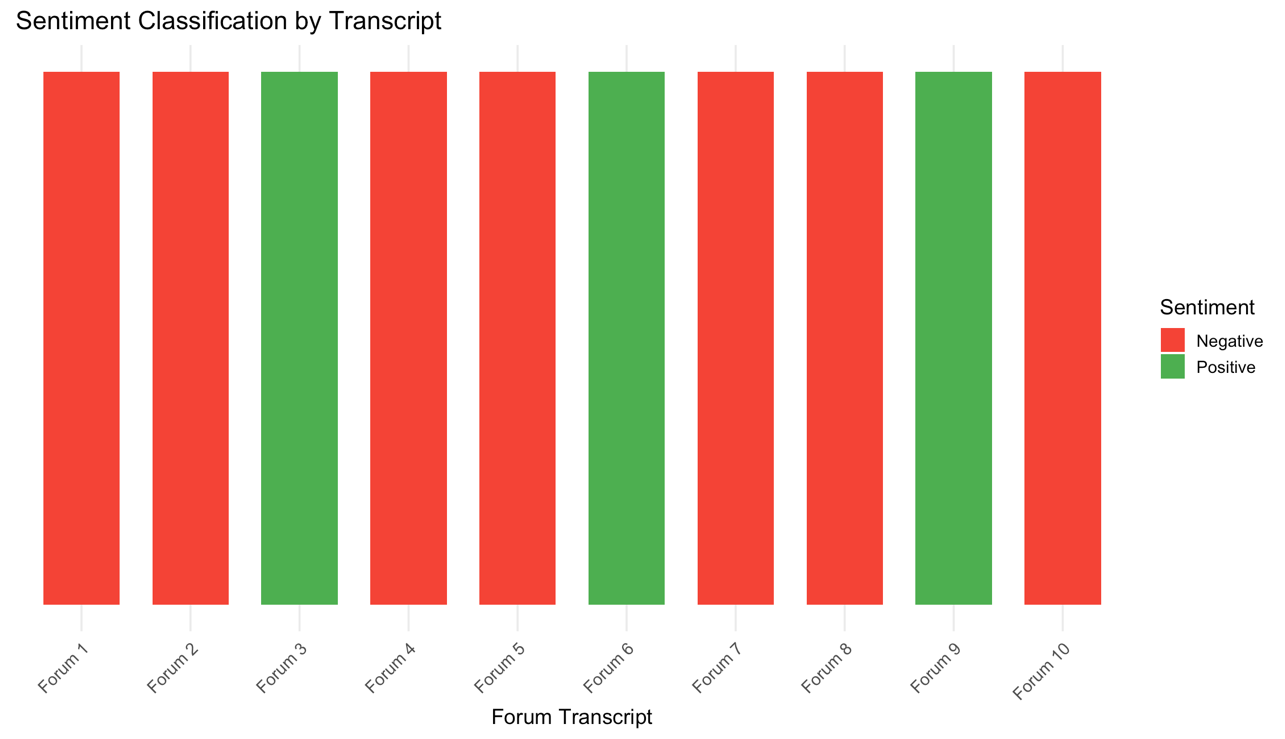 Sentiment Classification by Transcript
Sentiment
Negative
Positive
Forum 1
Forum 2
Forum 3
Forum 4
Forum 5
Forum 6
Forum 7
Forum 8
Forum 9
Forum 10
Forum Transcript